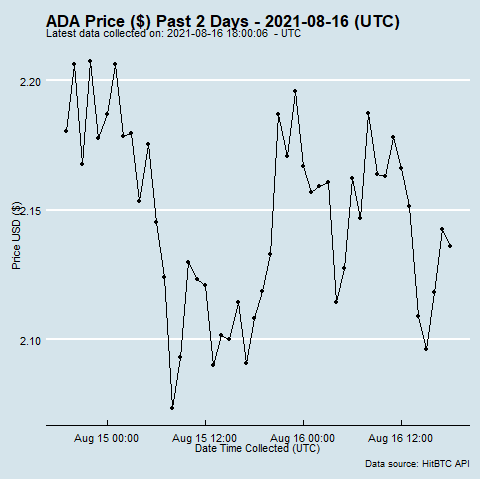 ADA Price ($) Past 2 Days - 2021-08-16 (UTC)
Latest data collected on: 2021-08-16 18:00:06 - UTC
2.20
2.15
2.10
Price USD ($)
Aug 15 00:00
Aug 15 12:00
Aug 16 00:00
Aug 16 12:00
Date Time Collected (UTC)
Data source: HitBTC API